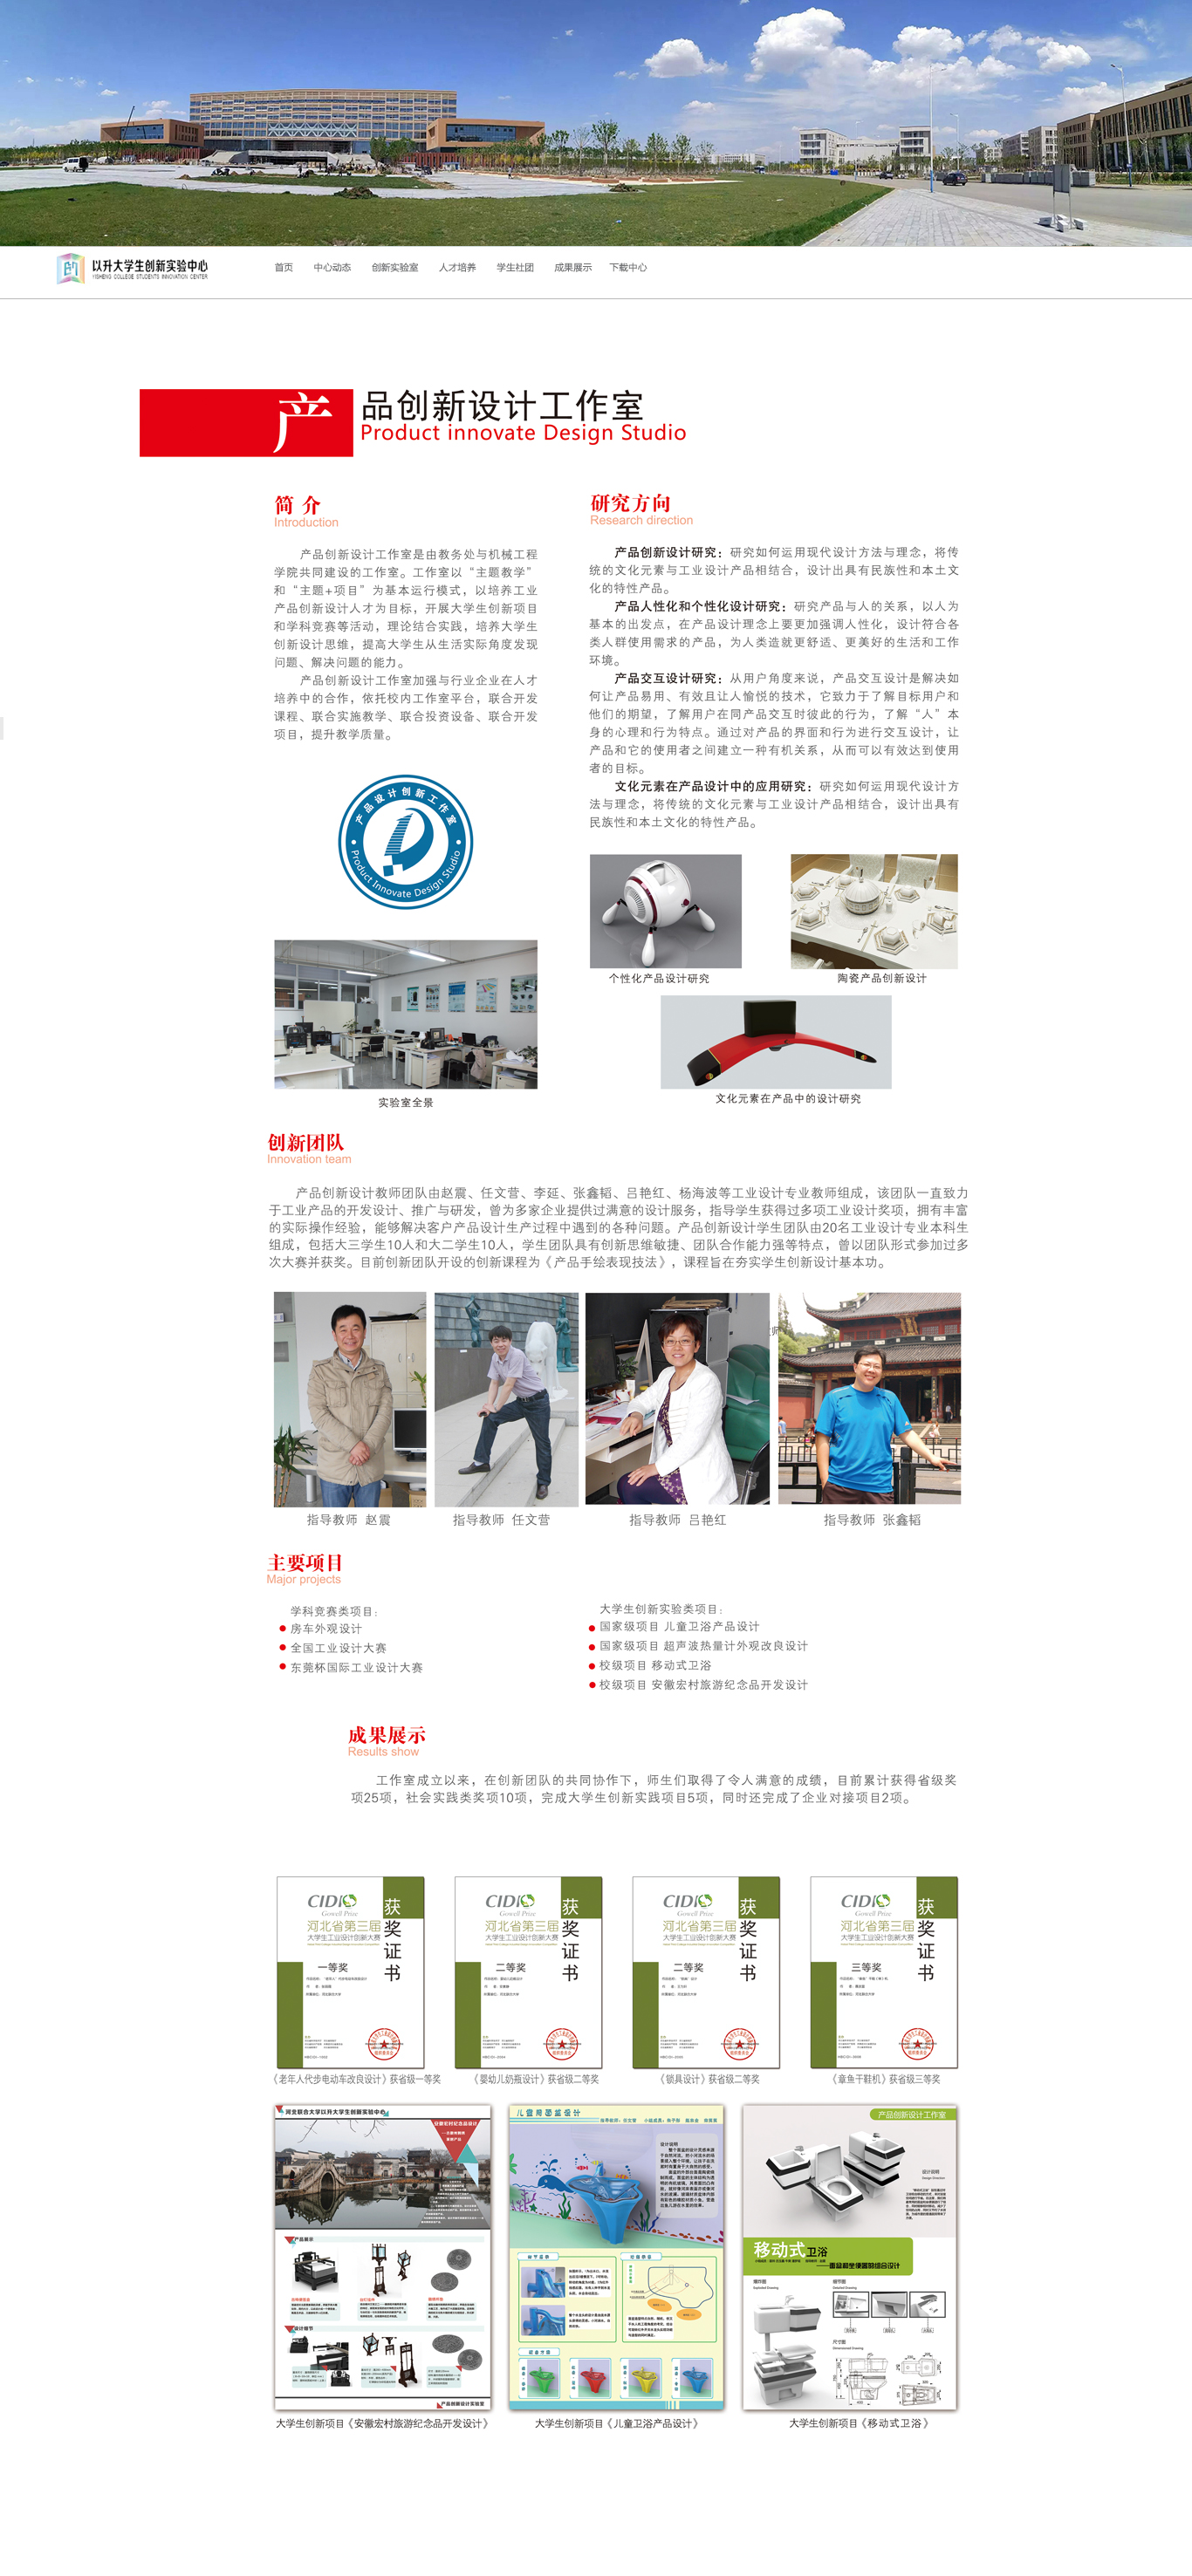 以升大学生创新实验中心
YISHENG COLLEGE STUDENTS INNOVATION CENTER
首页 中心动态 创新实验室 人才培养 学生社团 成果展示 下载中心
产品创新设计工作室
Product innovate Design Studio
简 介
Introduction
产品创新设计工作室是由教务处与机械工程
学院共同建设的工作室。工作室以“主题教学”
和“主题+项目”为基本运行模式，以培养工业
产品创新设计人才为目标，开展大学生创新项目
和学科竞赛等活动，理论结合实践，培养大学生
创新设计思维，提高大学生从生活实际角度发现
问题、解决问题的能力。
产品创新设计工作室加强与行业企业在人才
培养中的合作，依托校内工作室平台，联合开发
课程、联合实施教学、联合投资设备、联合开发
项目，提升教学质量。
产品设计创新工作室
Product Innovate Design Studio
实验室全景
研究方向
Research direction
产品创新设计研究：研究如何运用现代设计方法与理念，将传
统的文化元素与工业设计产品相结合，设计出具有民族性和本土文
化的特性产品。
产品人性化和个性化设计研究：研究产品与人的关系，以人为
基本的出发点，在产品设计理念上要更加强调人性化，设计符合各
类人群使用需求的产品，为人类造就更舒适、更美好的生活和工作
环境。
产品交互设计研究：从用户角度来说，产品交互设计是解决如
何让产品易用、有效且让人愉悦的技术，它致力于了解目标用户和
他们的期望，了解用户在同产品交互时彼此的行为，了解“人”本
身的心理和行为特点。通过对产品的界面和行为进行交互设计，让
产品和它的使用者之间建立一种有机关系，从而可以有效达到使用
者的目标。
文化元素在产品设计中的应用研究：研究如何运用现代设计方
法与理念，将传统的文化元素与工业设计产品相结合，设计出具有
民族性和本土文化的特性产品。
个性化产品设计研究
陶瓷产品创新设计
文化元素在产品中的设计研究
创新团队
Innovation team
产品创新设计教师团队由赵震、任文营、李延、张鑫韬、吕艳红、杨海波等工业设计专业教师组成，该团队一直致力
于工业产品的开发设计、推广与研发，曾为多家企业提供过满意的设计服务，指导学生获得过多项工业设计奖项，拥有丰富
的实际操作经验，能够解决客户产品设计生产过程中遇到的各种问题。产品创新设计学生团队由20名工业设计专业本科生
组成，包括大三学生10人和大二学生10人，学生团队具有创新思维敏捷、团队合作能力强等特点，曾以团队形式参加过多
次大赛并获奖。目前创新团队开设的创新课程为《产品手绘表现技法》，课程旨在夯实学生创新设计基本功。
师
指导教师 赵震
指导教师 任文营
指导教师 吕艳红
指导教师 张鑫韬
主要项目
Major projects
学科竞赛类项目:
房车外观设计
全国工业设计大赛
东莞杯国际工业设计大赛
大学生创新实验类项目:
国家级项目 儿童卫浴产品设计
国家级项目 超声波热量计外观改良设计
校级项目 移动式卫浴
校级项目 安徽宏村旅游纪念品开发设计
成果展示
Results show
工作室成立以来，在创新团队的共同协作下，师生们取得了令人满意的成绩，目前累计获得省级奖
项25项，社会实践类奖项10项，完成大学生创新实践项目5项，同时还完成了企业对接项目2项。
CIDIC
Gowell Prize
河北省第三届
大学生工业设计创新大赛
获奖证书
一等奖
CIDIC
Gowell Prize
河北省第三届
大学生工业设计创新大赛
获奖证书
二等奖
CIDIC
Gowell Prize
河北省第三届
大学生工业设计创新大赛
获奖证书
二等奖
CIDIC
Gowell Prize
河北省第三届
大学生工业设计创新大赛
获奖证书
三等奖
《老年人代步电动车改良设计》获省级一等奖
《婴幼儿奶瓶设计》获省级二等奖
《锁具设计》获省级二等奖
《章鱼干鞋机》获省级三等奖
河北联合大学以升大学生创新实验中心
安徽宏村纪念品设计
产品展示
设计细节
产品创新设计实验室
儿童用面盆设计
设计说明
产品创新设计工作室
设计说明
移动式卫浴
——面盆和坐便器的结合设计
大学生创新项目《安徽宏村旅游纪念品开发设计》
大学生创新项目《儿童卫浴产品设计》
大学生创新项目《移动式卫浴》